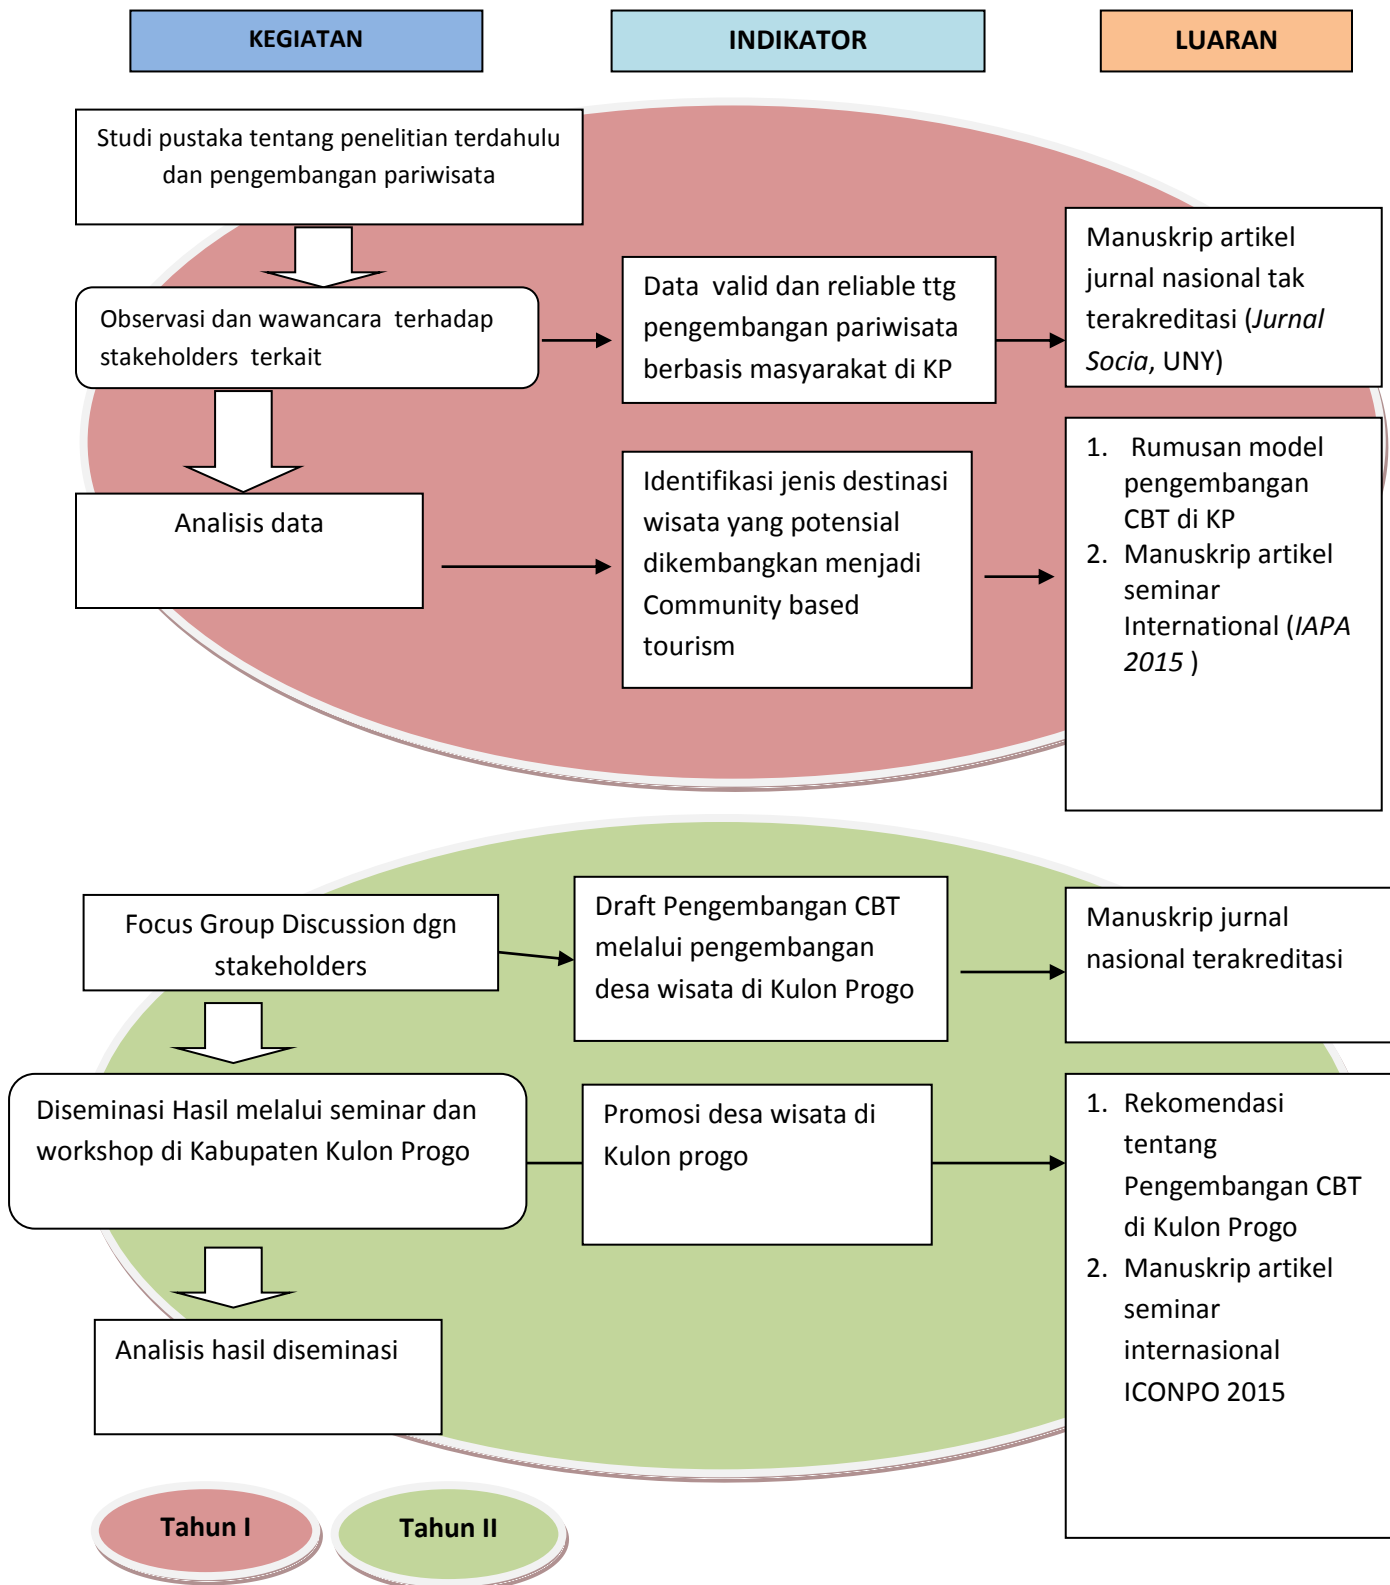 KEGIATAN
INDIKATOR
LUARAN
Studi pustaka tentang penelitian terdahulu
dan pengembangan pariwisata
Observasi dan wawancara terhadap
stakeholders terkait
Data valid dan reliable ttg
pengembangan pariwisata
berbasis masyarakat di KP
Manuskrip artikel
jurnal nasional tak
terakreditasi (Jurnal
Socia, UNY)
Analisis data
Identifikasi jenis destinasi
wisata yang potensial
dikembangkan menjadi
Community based
tourism
1. Rumusan model
pengembangan
CBT di KP
2. Manuskrip artikel
seminar
International (IAPA
2015 )
Focus Group Discussion dgn
stakeholders
Draft Pengembangan CBT
melalui pengembangan
desa wisata di Kulon Progo
Manuskrip jurnal
nasional terakreditasi
Diseminasi Hasil melalui seminar dan
workshop di Kabupaten Kulon Progo
Promosi desa wisata di
Kulon progo
1. Rekomendasi
tentang
Pengembangan CBT
di Kulon Progo
2. Manuskrip artikel
seminar
internasional
ICONPO 2015
Analisis hasil diseminasi
Tahun I
Tahun II